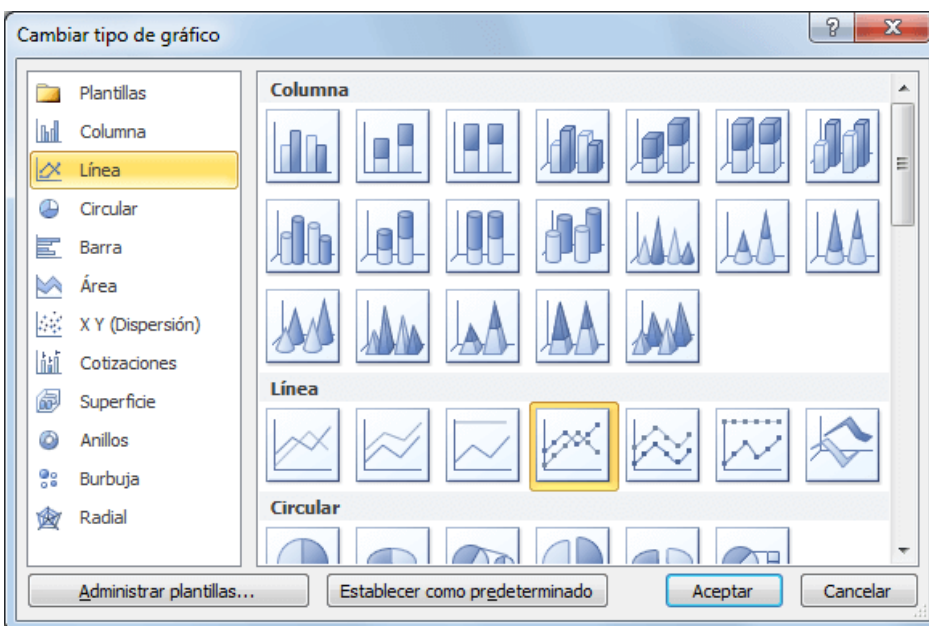 Cambiar tipo de gráfico
Plantillas
Columna
Línea
Circular
Barra
Área
X Y (Dispersión)
Cotizaciones
Superficie
Anillos
Burbuja
Radial
Columna
Línea
Circular
Administrar plantillas...
Establecer como predeterminado
Aceptar
Cancelar